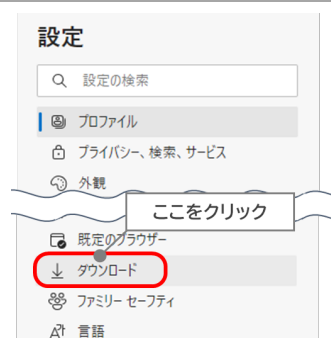 設定
設定の検索
プロファイル
プライバシー、検索、サービス
外観
ここをクリック
既定のブラウザー
ダウンロード
ファミリー セーフティ
言語